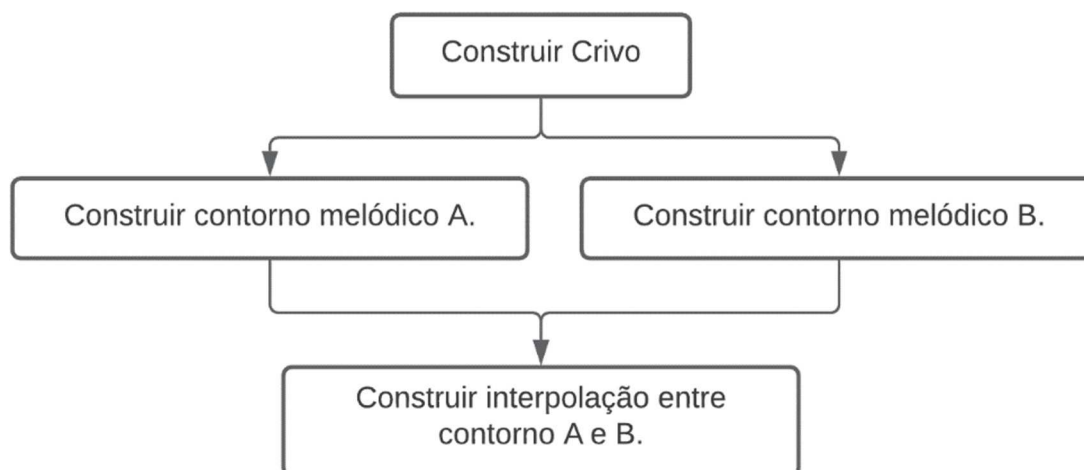 Construir Crivo
Construir contorno melódico A.
Construir contorno melódico B.
Construir interpolação entre
contorno A e B.